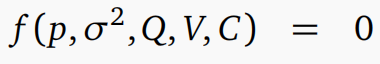 f(p,σ²,Q,V,C) = 0